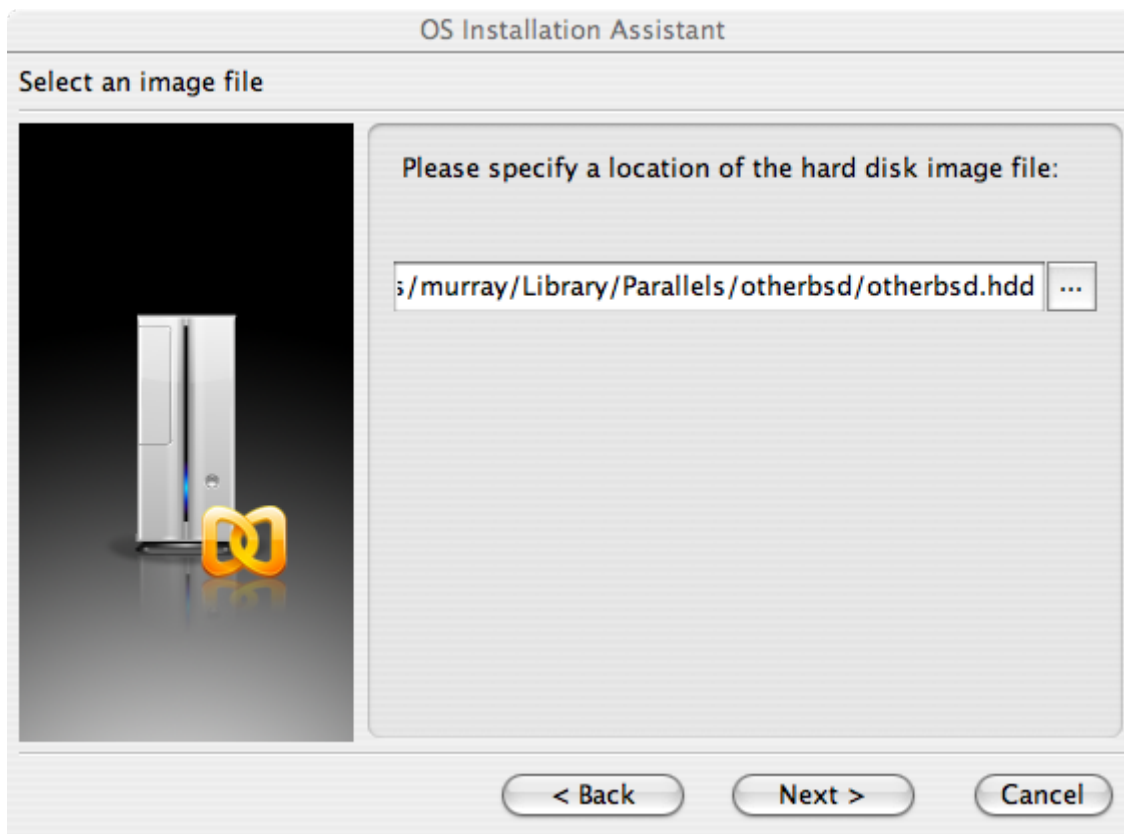 OS Installation Assistant
Select an image file
Please specify a location of the hard disk image file:
s/murray/Library/Parallels/otherbsd/otherbsd.hdd ...
< Back Next > Cancel